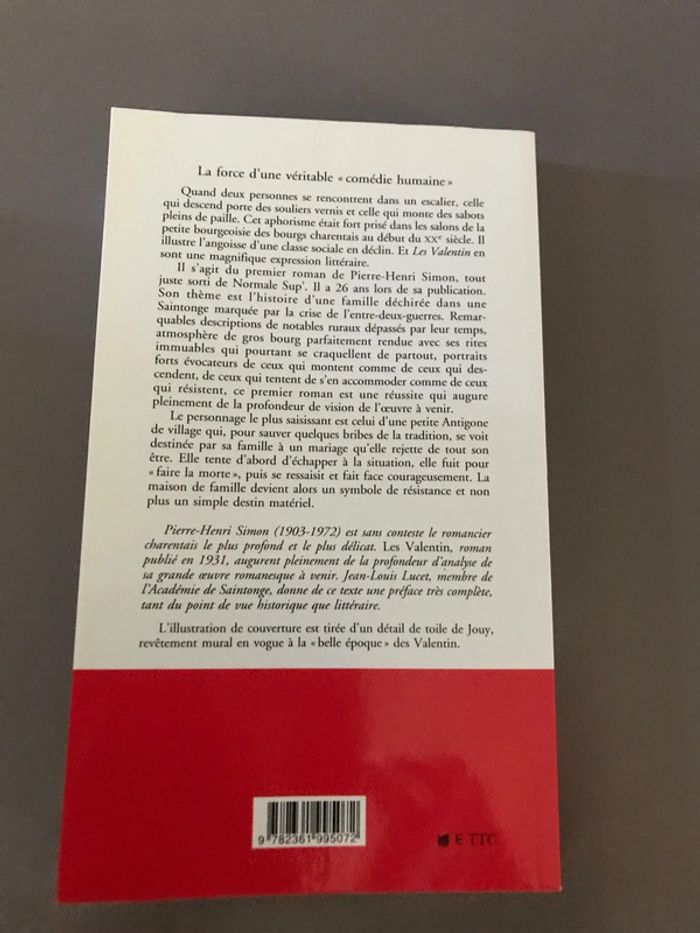 La force d'une véritable « comédie humaine »
Quand deux personnes se rencontrent dans un escalier, celle
qui descend porte des souliers vernis et celle qui monte des sabots
pleins de paille. Cet aphorisme était fort prisé dans les salons de la
petite bourgeoisie des bourgs charentais au début du XXe siècle. Il
illustre l'angoisse d'une classe sociale en déclin. Et Les Valentin en
sont une magnifique expression littéraire.
Il s'agit du premier roman de Pierre-Henri Simon, tout
juste sorti de Normale Sup'. Il a 26 ans lors de sa publication.
Son thème est l'histoire d'une famille déchirée dans une
Saintonge marquée par la crise de l'entre-deux-guerres. Remar-
quables descriptions de notables ruraux dépassés par leur temps,
atmosphère de gros bourg parfaitement rendue avec ses rites
immuables qui pourtant se craquellent de partout, portraits
forts évocateurs de ceux qui montent comme de ceux qui des-
cendent, de ceux qui tentent de s'en accommoder comme de ceux
qui résistent, ce premier roman est une réussite qui augure
pleinement de la profondeur de vision de l'œuvre à venir.
Le personnage le plus saisissant est celui d'une petite Antigone
de village qui, pour sauver quelques bribes de la tradition, se voit
destinée par sa famille à un mariage qu'elle rejette de tout son
être. Elle tente d'abord d'échapper à la situation, elle fuit pour
« faire la morte », puis se ressaisit et fait face courageusement. La
maison de famille devient alors un symbole de résistance et non
plus un simple destin matériel.
Pierre-Henri Simon (1903-1972) est sans conteste le romancier
charentais le plus profond et le plus délicat. Les Valentin, roman
publié en 1931, augurent pleinement de la profondeur d'analyse de
sa grande œuvre romanesque à venir. Jean-Louis Lucet, membre de
l'Académie de Saintonge, donne de ce texte une préface très complète,
tant du point de vue historique que littéraire.
L'illustration de couverture est tirée d'un détail de toile de Jouy,
revêtement mural en vogue à la « belle époque » des Valentin.
9 782361 995072
€ TTC